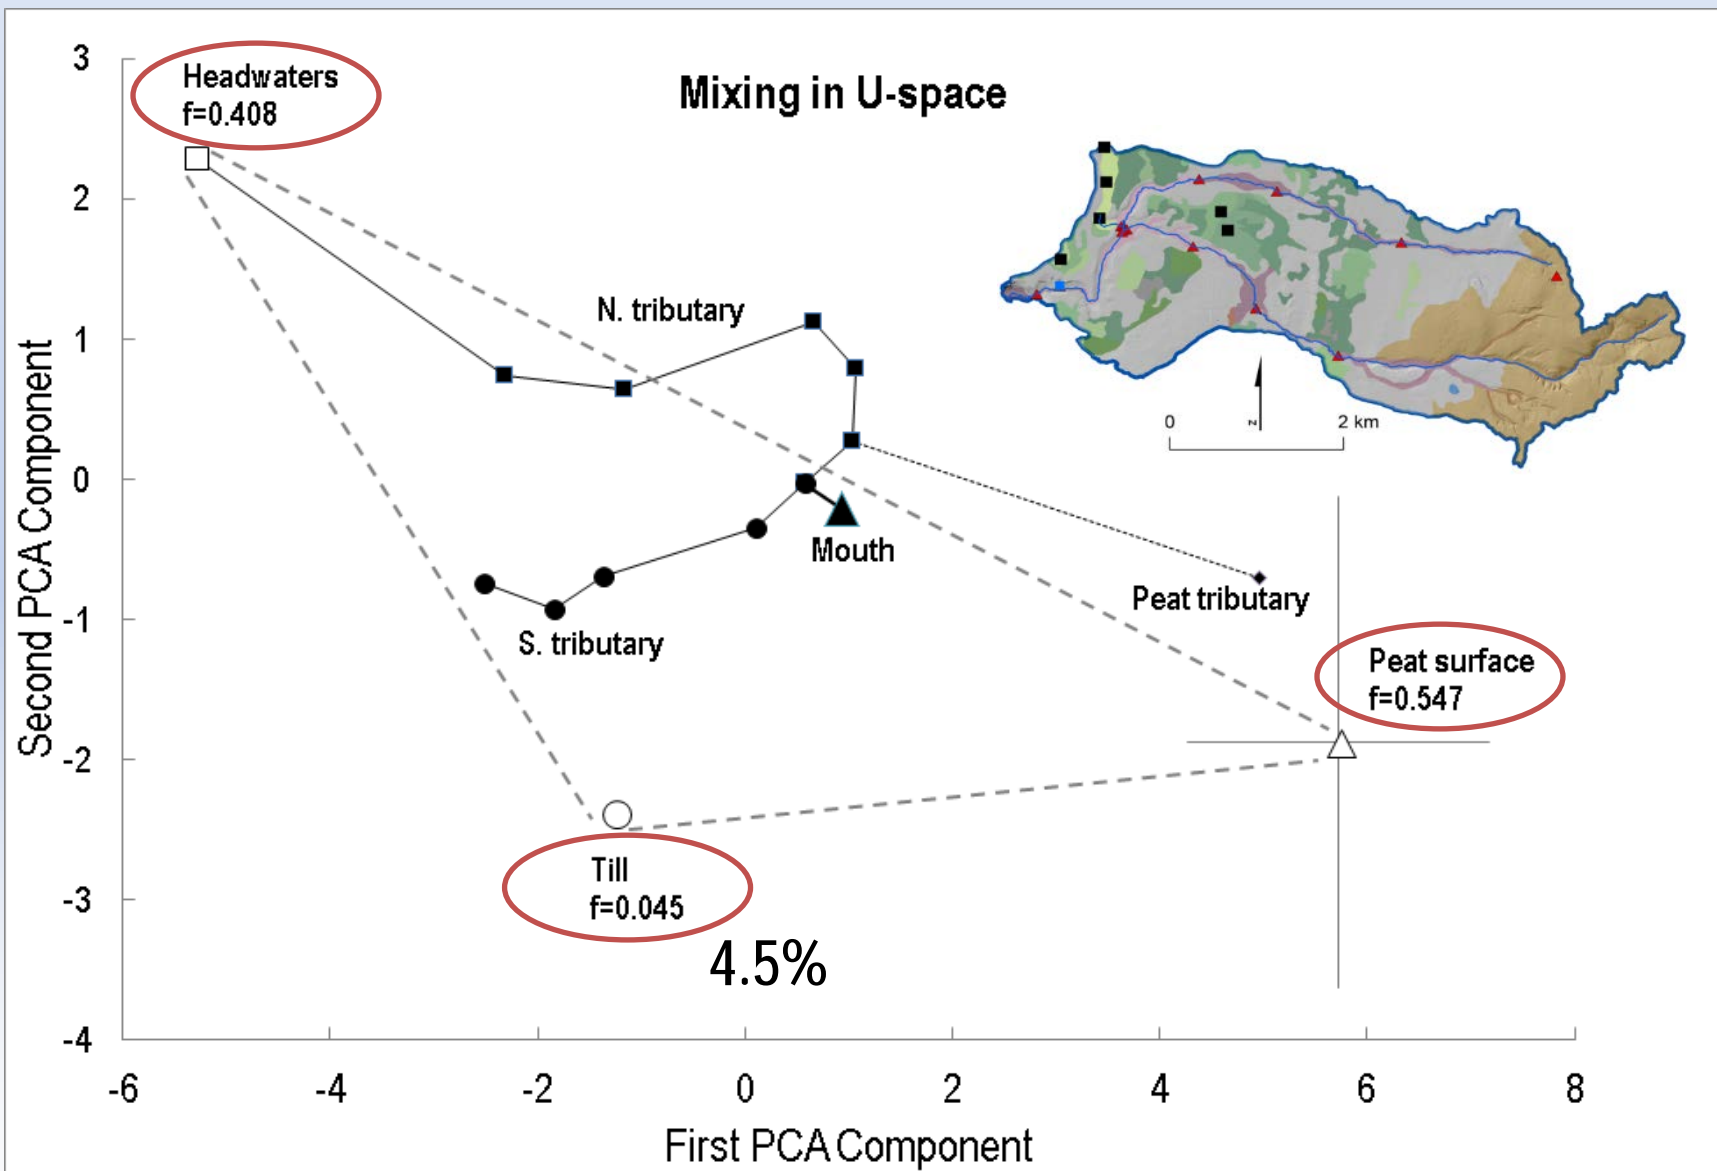 Mixing in U-space
Headwaters
f=0.408
N. tributary
Mouth
S. tributary
Peat tributary
Peat surface
f=0.547
Till
f=0.045
4.5%
0
N
2 km
3
2
1
0
-1
-2
-3
-4
Second PCA Component
-6
-4
-2
0
2
4
6
8
First PCA Component